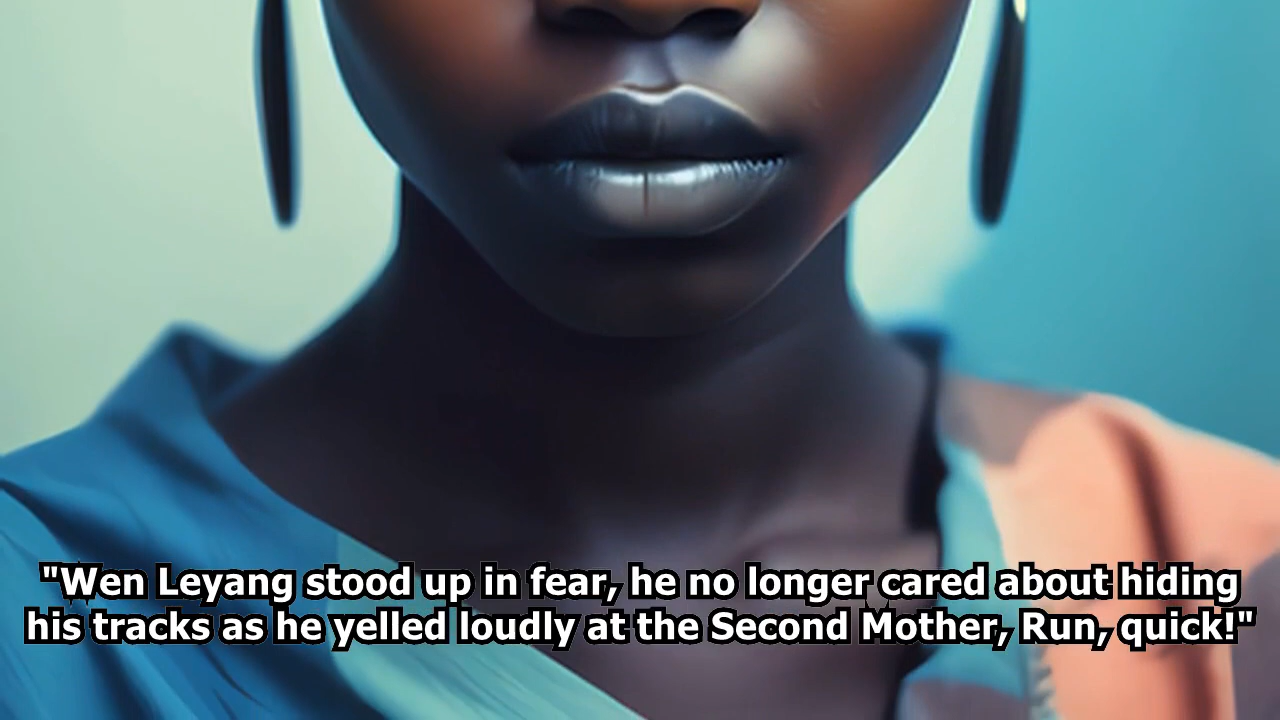 "Wen Leyang stood up in fear, he no longer cared about hiding
his tracks as he yelled loudly at the Second Mother, Run, quick!"